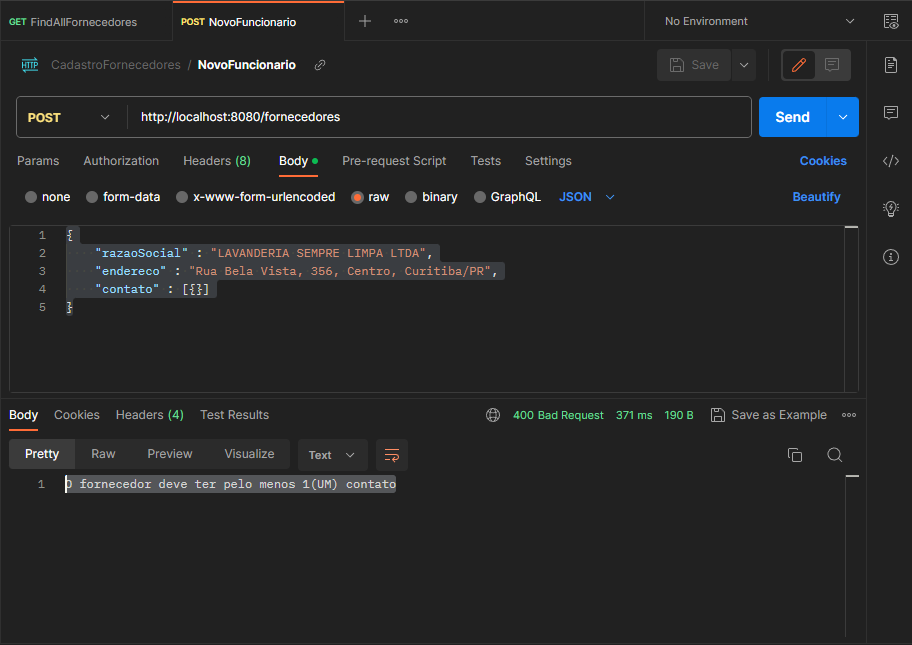 GET FindAllFornecedores
POST NovoFuncionario
No Environment
HTTP CadastroFornecedores / NovoFuncionario
Save
POST
http://localhost:8080/fornecedores
Send
Params Authorization Headers (8) Body Pre-request Script Tests Settings Cookies
none form-data x-www-form-urlencoded raw binary GraphQL JSON Beautify
1 {
2 "razaoSocial" : "LAVANDERIA SEMPRE LIMPA LTDA",
3 "endereco" : "Rua Bela Vista, 356, Centro, Curitiba/PR",
4 "contato" : [{}]
5 }
Body Cookies Headers (4) Test Results 400 Bad Request 371 ms 190 B Save as Example
Pretty Raw Preview Visualize Text
1 O fornecedor deve ter pelo menos 1(UM) contato